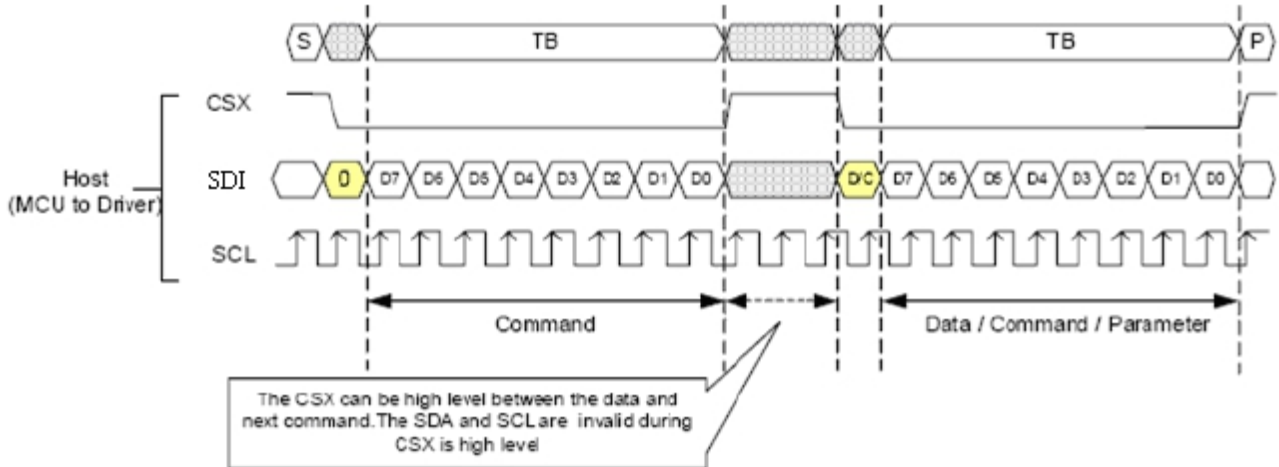 S TB TB P
CSX
Host
(MCU to Driver)
SDI 0 D7 D6 D5 D4 D3 D2 D1 D0 D/C D7 D6 D5 D4 D3 D2 D1 D0
SCL
Command
Data / Command / Parameter
The CSX can be high level between the data and
next command.The SDA and SCL are invalid during
CSX is high level